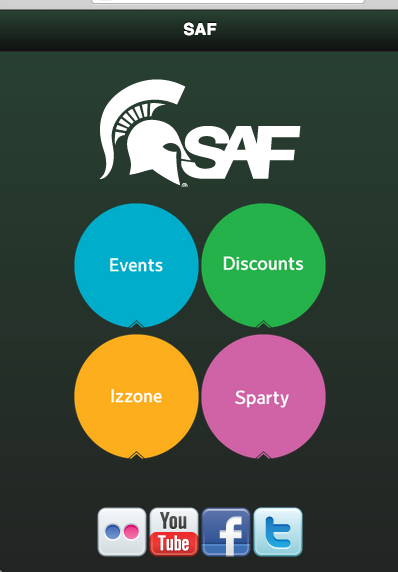 SAF
SAF
Events
Discounts
Izzone
Sparty
You
Tube
f
t